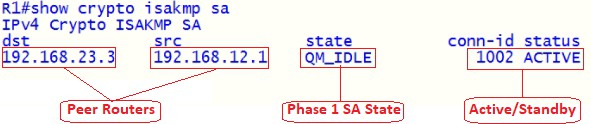 R1#show crypto isakmp sa
IPv4 Crypto ISAKMP SA
dst src state conn-id status
192.168.23.3 192.168.12.1 QM_IDLE 1002 ACTIVE
Peer Routers Phase 1 SA State Active/Standby